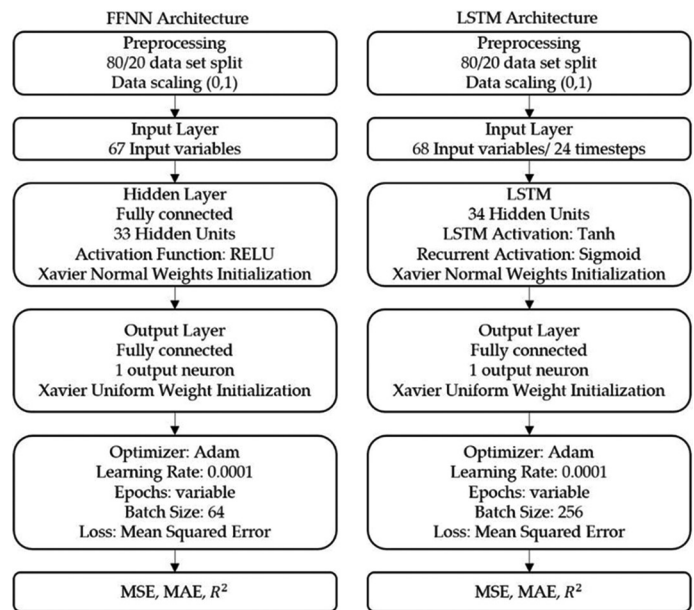 FFNN Architecture
Preprocessing
80/20 data set split
Data scaling (0,1)
Input Layer
67 Input variables
Hidden Layer
Fully connected
33 Hidden Units
Activation Function: RELU
Xavier Normal Weights Initialization
Output Layer
Fully connected
1 output neuron
Xavier Uniform Weight Initialization
Optimizer: Adam
Learning Rate: 0.0001
Epochs: variable
Batch Size: 64
Loss: Mean Squared Error
MSE, MAE, R²
LSTM Architecture
Preprocessing
80/20 data set split
Data scaling (0,1)
Input Layer
68 Input variables/ 24 timesteps
LSTM
34 Hidden Units
LSTM Activation: Tanh
Recurrent Activation: Sigmoid
Xavier Normal Weights Initialization
Output Layer
Fully connected
1 output neuron
Xavier Uniform Weight Initialization
Optimizer: Adam
Learning Rate: 0.0001
Epochs: variable
Batch Size: 256
Loss: Mean Squared Error
MSE, MAE, R²